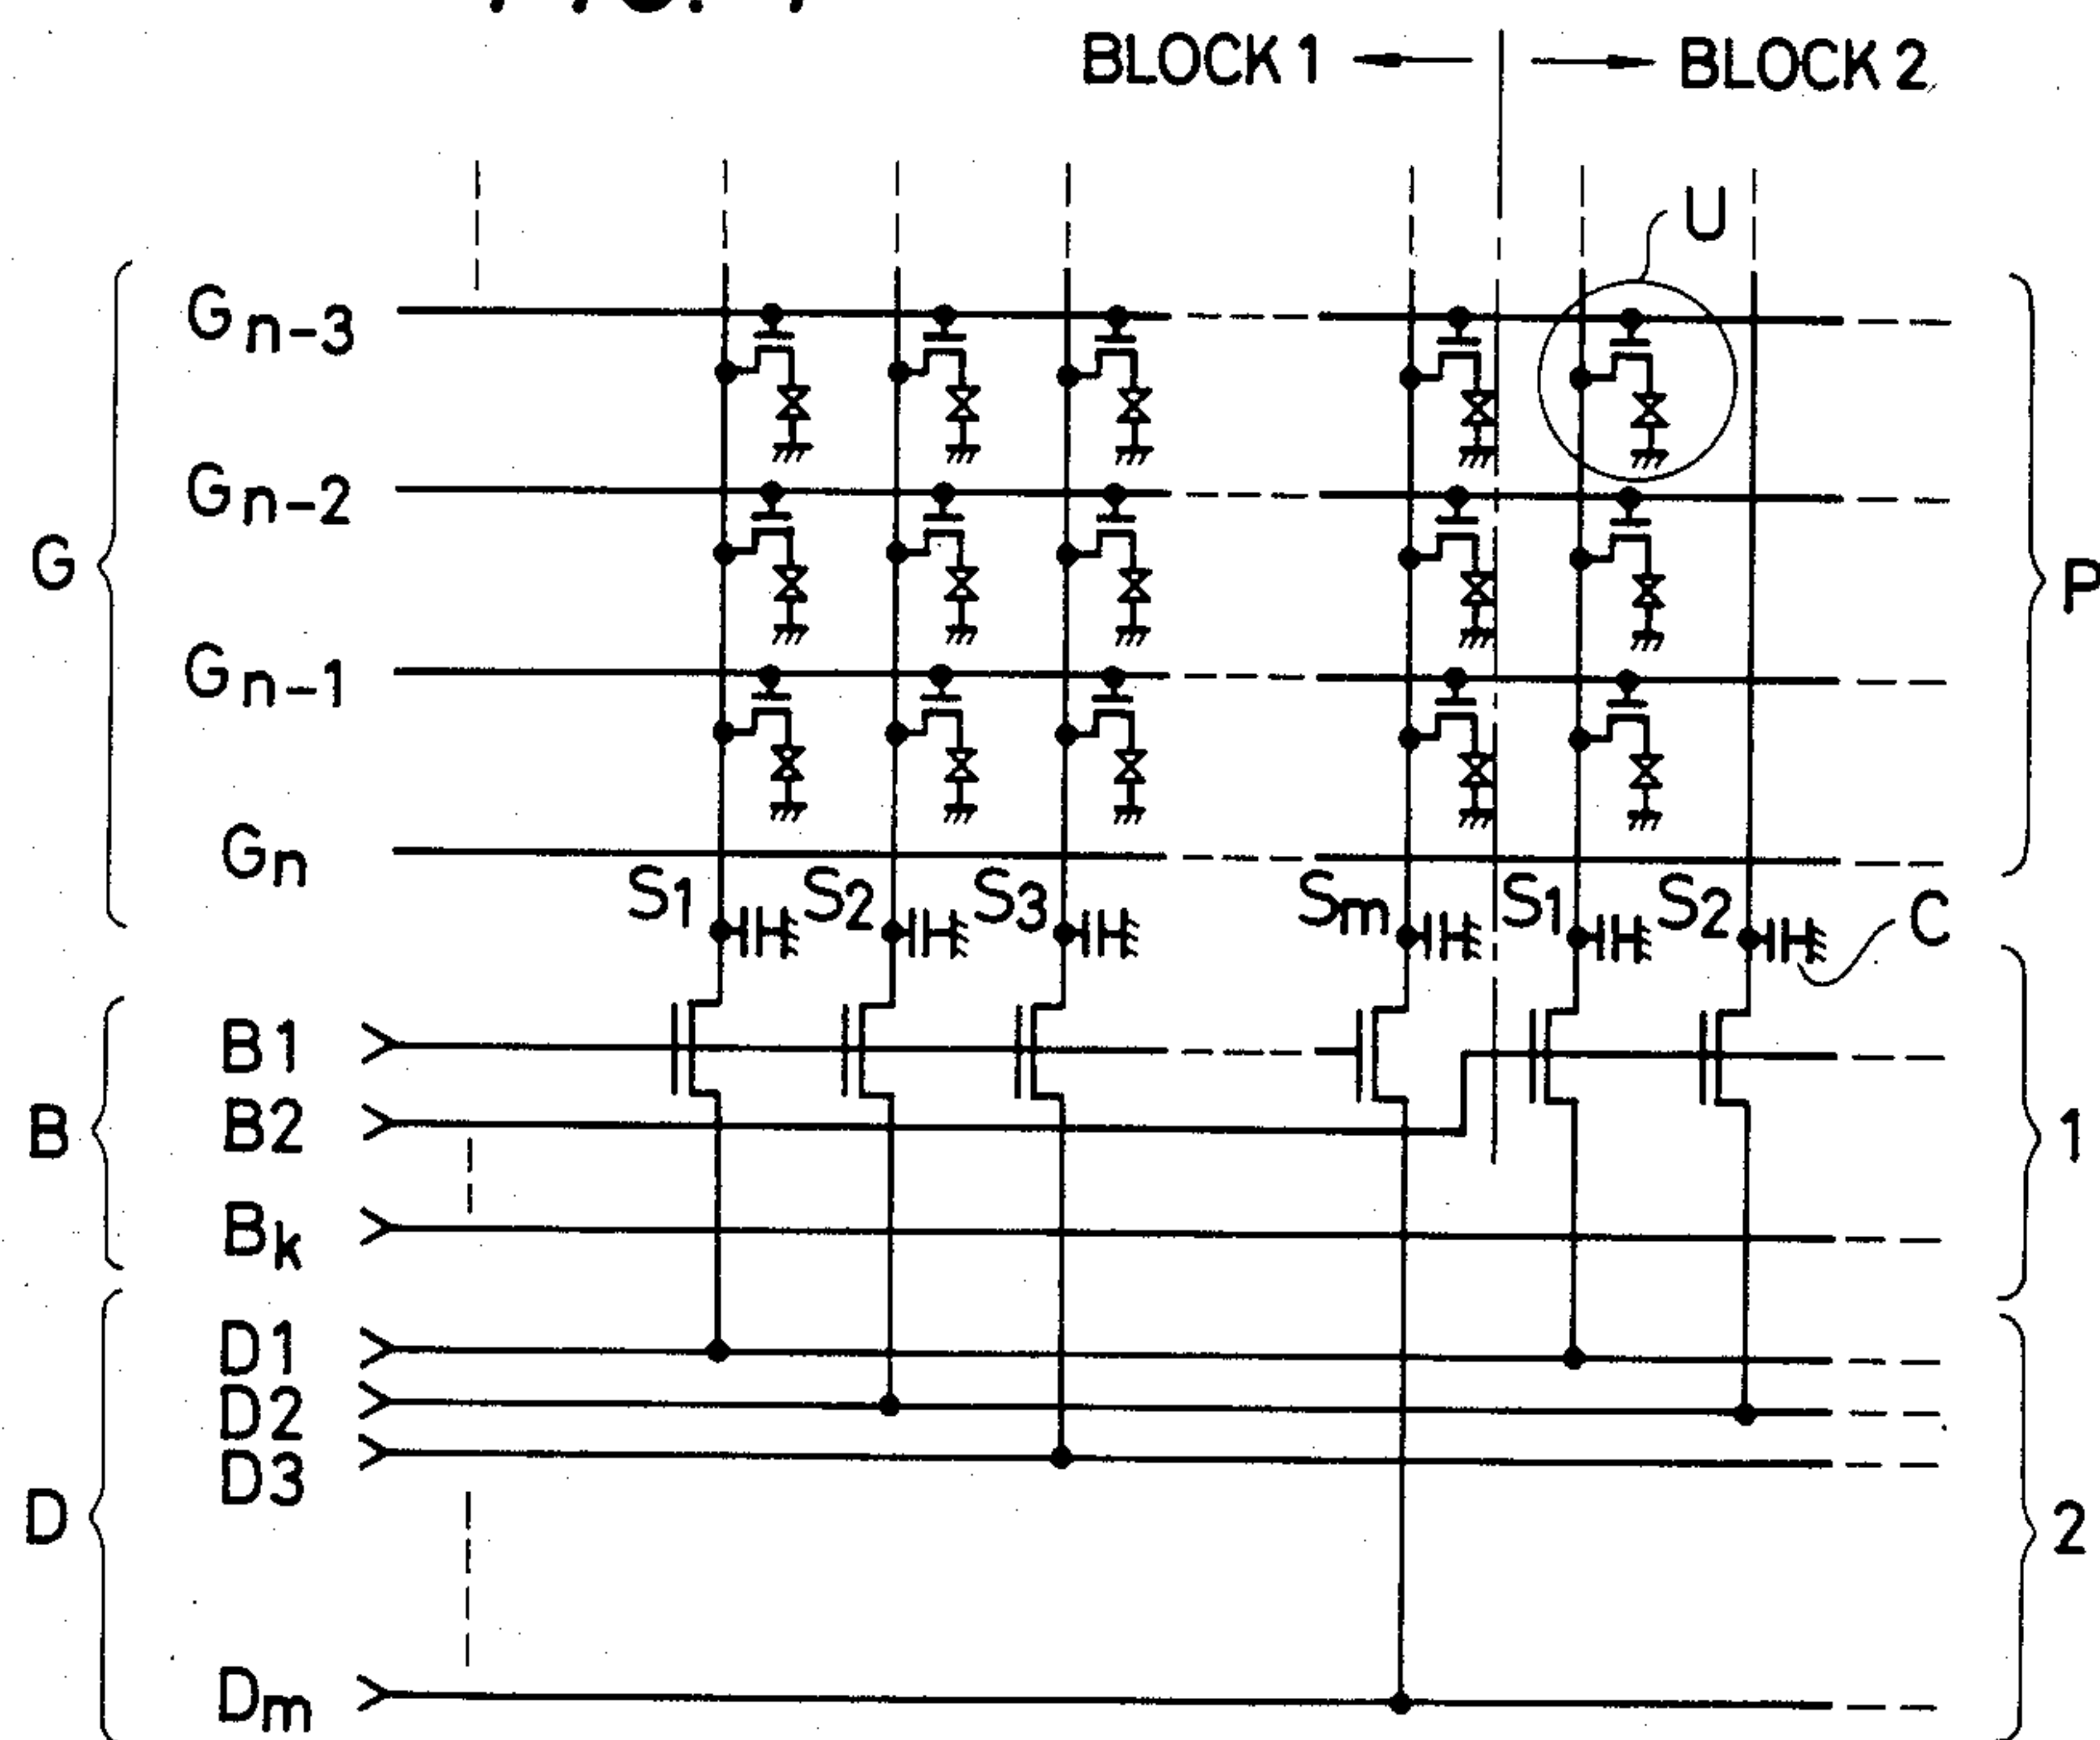 BLOCK 1 BLOCK 2
U
Gn-3
Gn-2
G
P
Gn-1
Gn
S1 S2 S3 Sm S1 S2 C
B1
B2
B
1
Bk
D1
D2
D3
D
2
Dm